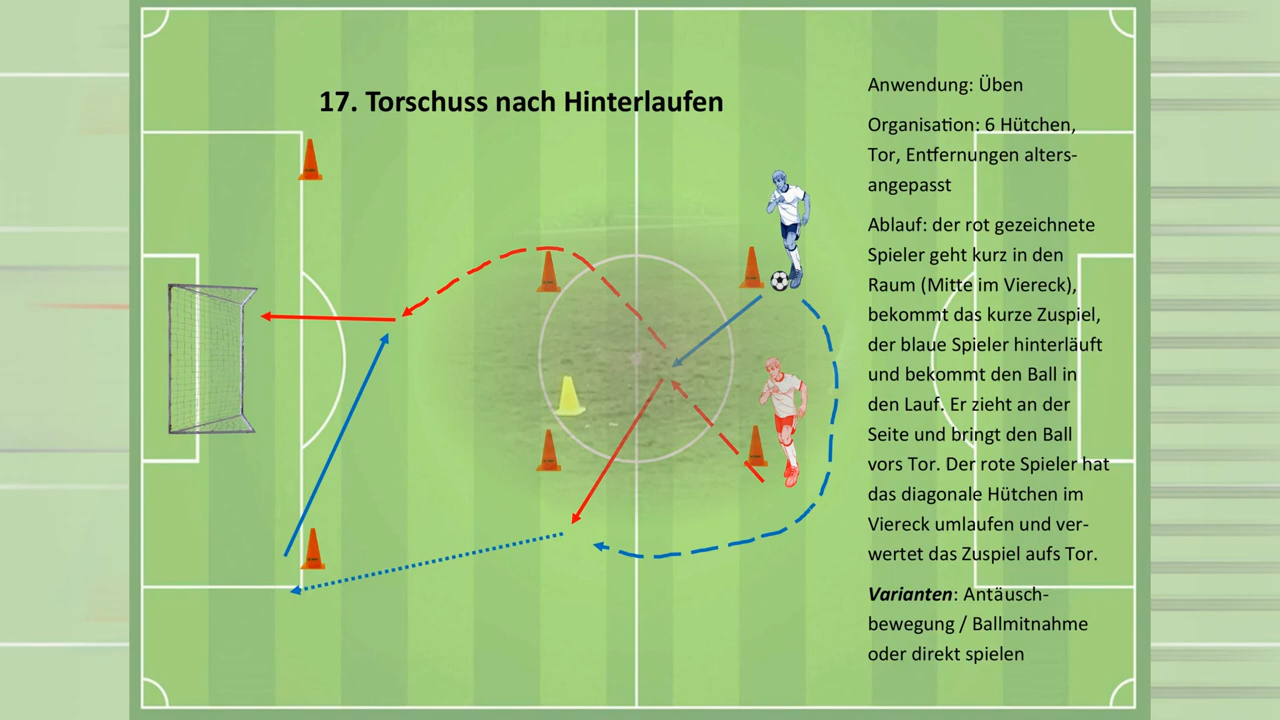 17. Torschuss nach Hinterlaufen
Anwendung: Üben
Organisation: 6 Hütchen,
Tor, Entfernungen alters-
angepasst
Ablauf: der rot gezeichnete
Spieler geht kurz in den
Raum (Mitte im Viereck),
bekommt das kurze Zuspiel,
der blaue Spieler hinterläuft
und bekommt den Ball in
den Lauf. Er zieht an der
Seite und bringt den Ball
vors Tor. Der rote Spieler hat
das diagonale Hütchen im
Viereck umlaufen und ver-
wertet das Zuspiel aufs Tor.
Varianten: Antäusch-
bewegung / Ballmitnahme
oder direkt spielen